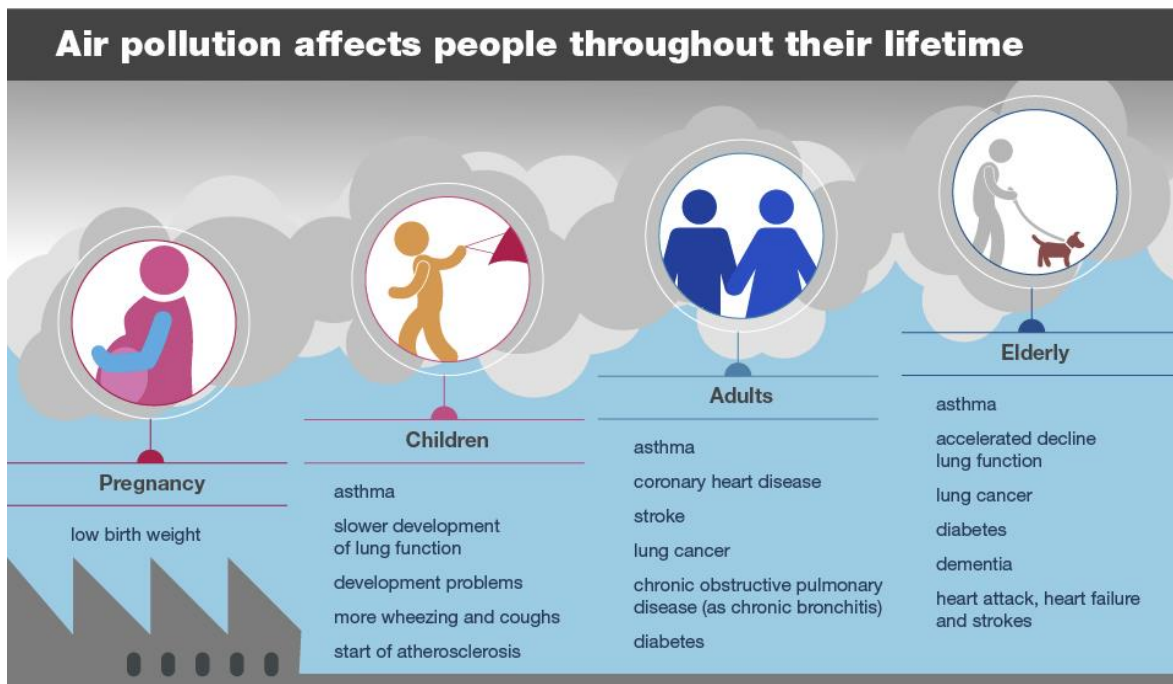 Air pollution affects people throughout their lifetime
Pregnancy
low birth weight
Children
asthma
slower development
of lung function
development problems
more wheezing and coughs
start of atherosclerosis
Adults
asthma
coronary heart disease
stroke
lung cancer
chronic obstructive pulmonary
disease (as chronic bronchitis)
diabetes
Elderly
asthma
accelerated decline
lung function
lung cancer
diabetes
dementia
heart attack, heart failure
and strokes